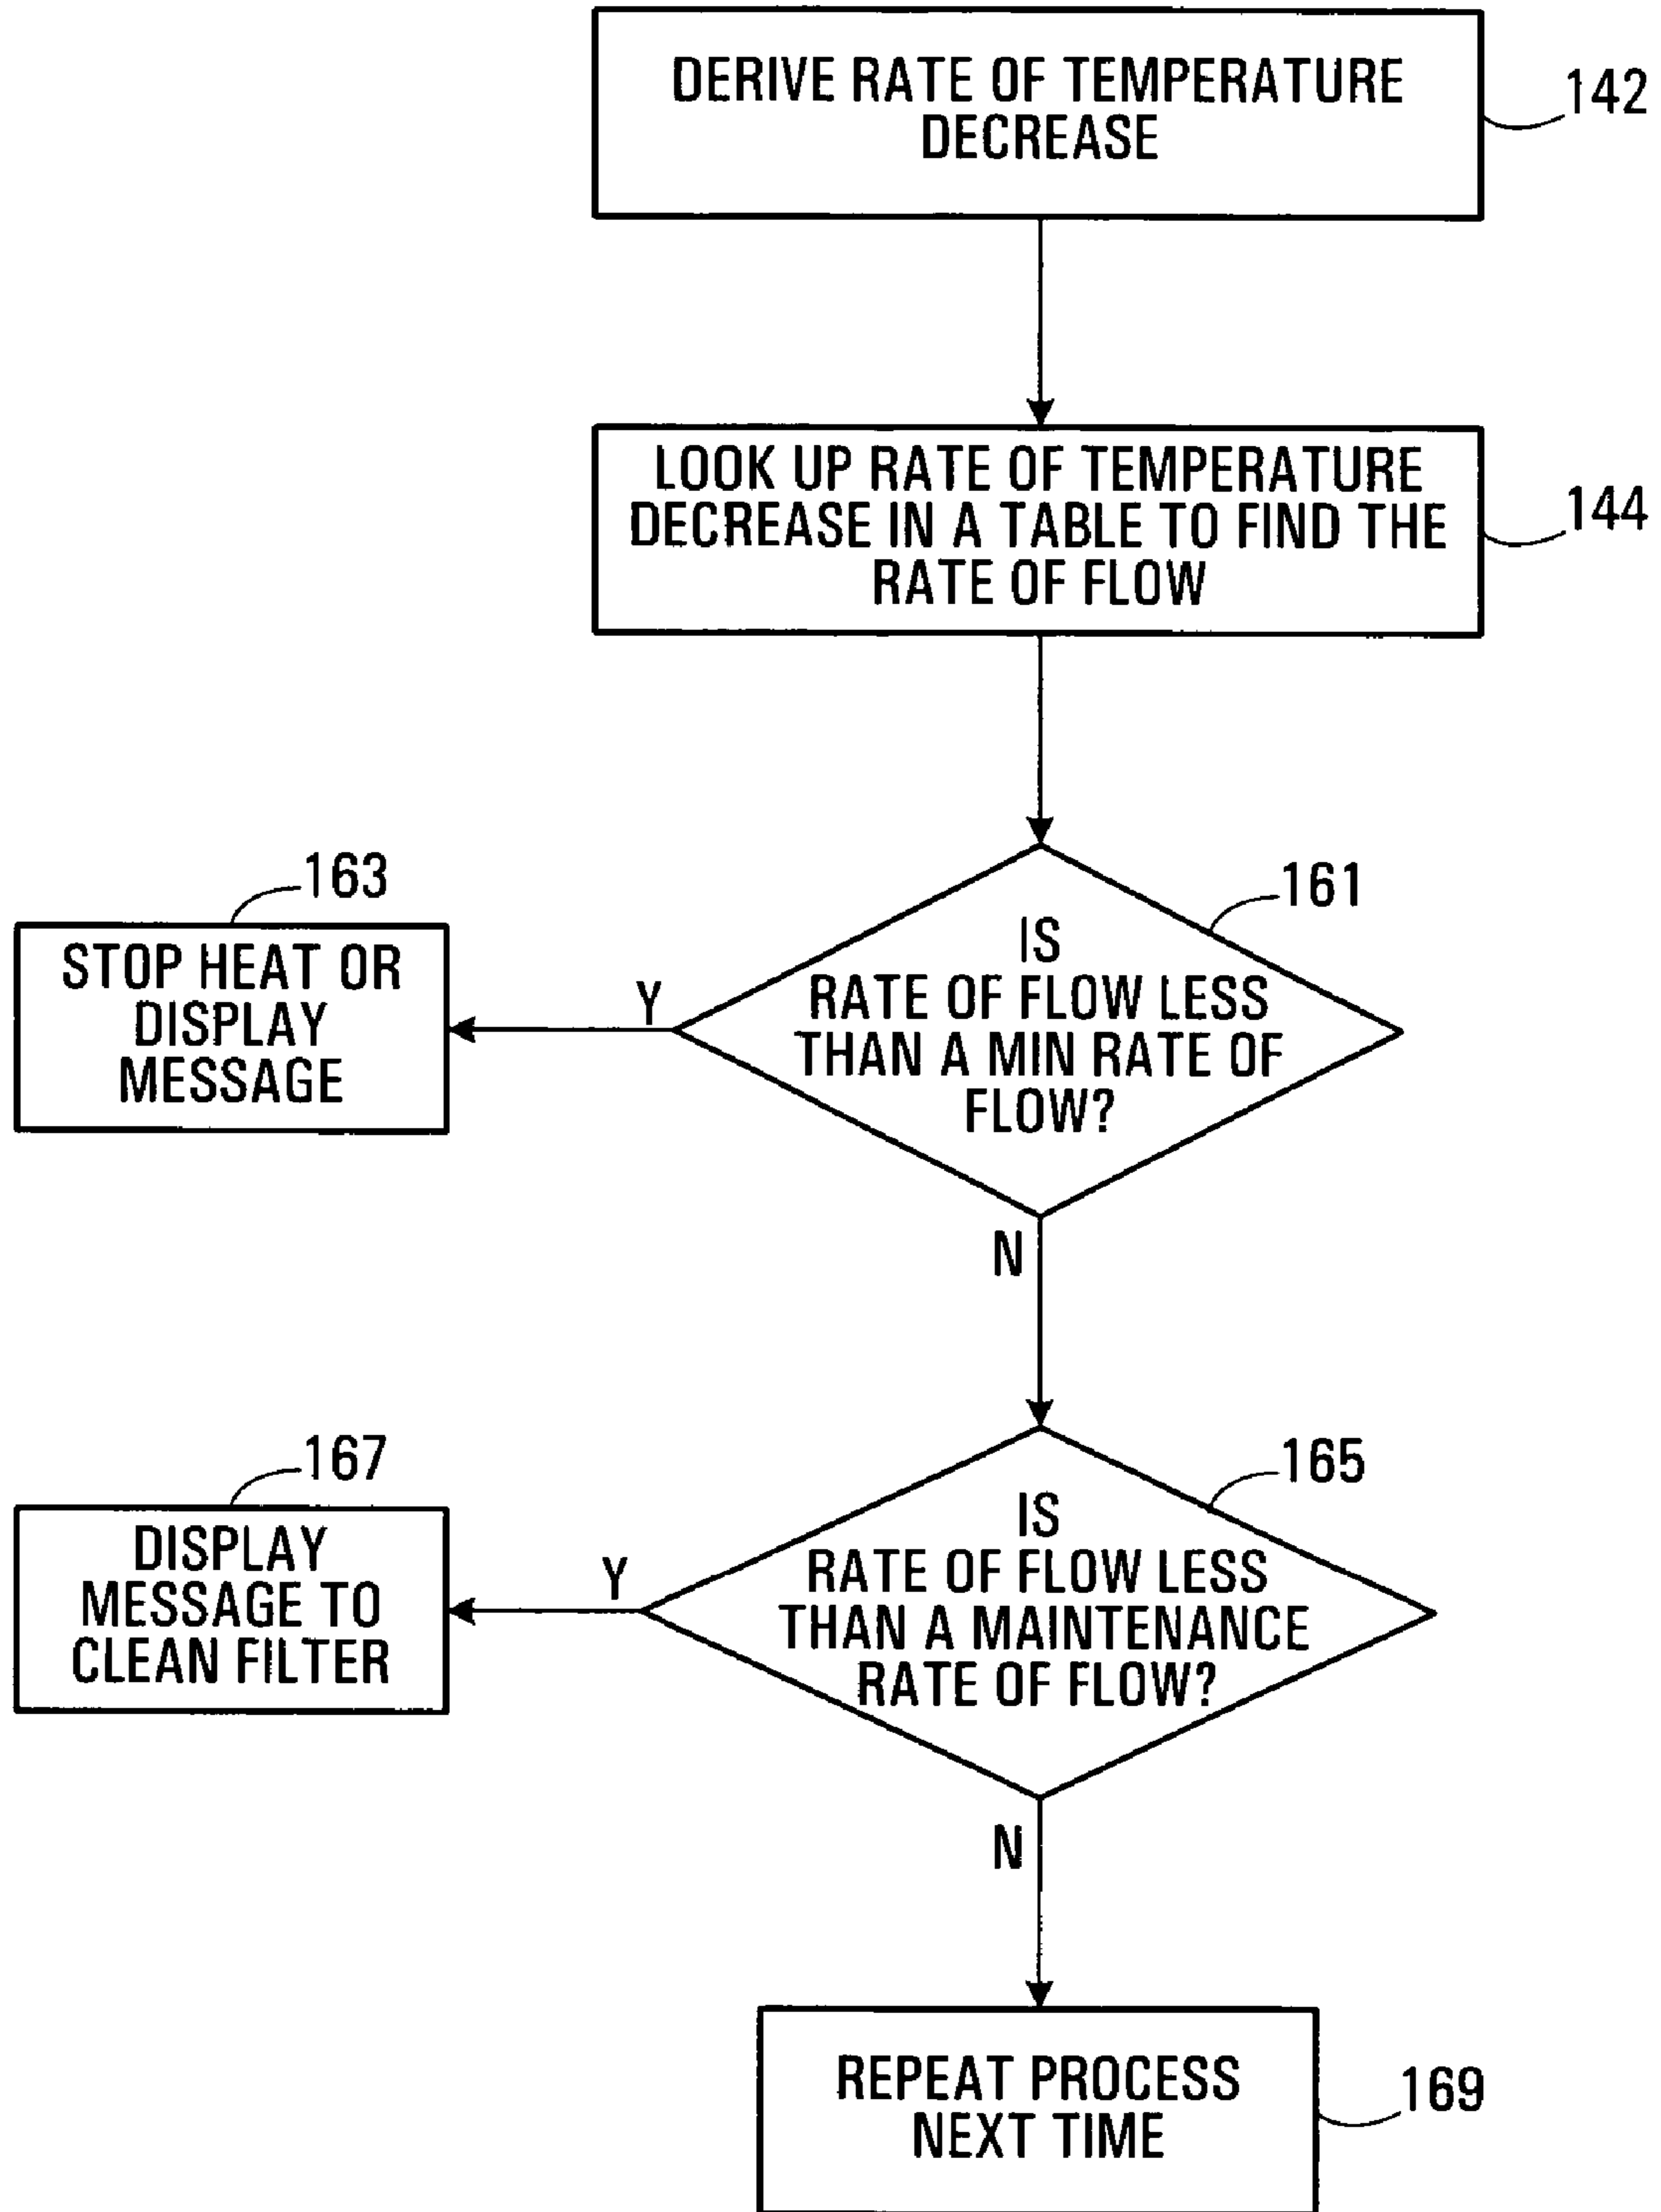 DERIVE RATE OF TEMPERATURE
DECREASE
142
LOOK UP RATE OF TEMPERATURE
DECREASE IN A TABLE TO FIND THE
RATE OF FLOW
144
161
IS
RATE OF FLOW LESS
THAN A MIN RATE OF
FLOW?
Y
163
STOP HEAT OR
DISPLAY
MESSAGE
N
165
IS
RATE OF FLOW LESS
THAN A MAINTENANCE
RATE OF FLOW?
Y
167
DISPLAY
MESSAGE TO
CLEAN FILTER
N
REPEAT PROCESS
NEXT TIME
169